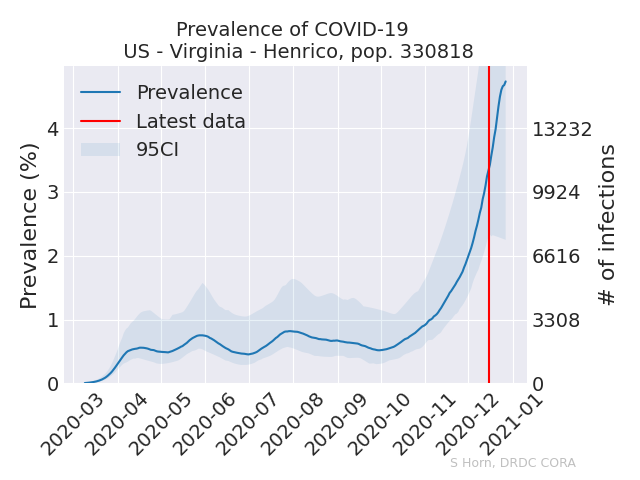 Prevalence of COVID-19
US - Virginia - Henrico, pop. 330818
Prevalence
Latest data
95CI
Prevalence (%)
4
3
2
1
0
13232
9924
6616
3308
0
# of infections
2020-03
2020-04
2020-05
2020-06
2020-07
2020-08
2020-09
2020-10
2020-11
2020-12
2021-01
S Horn, DRDC CORA